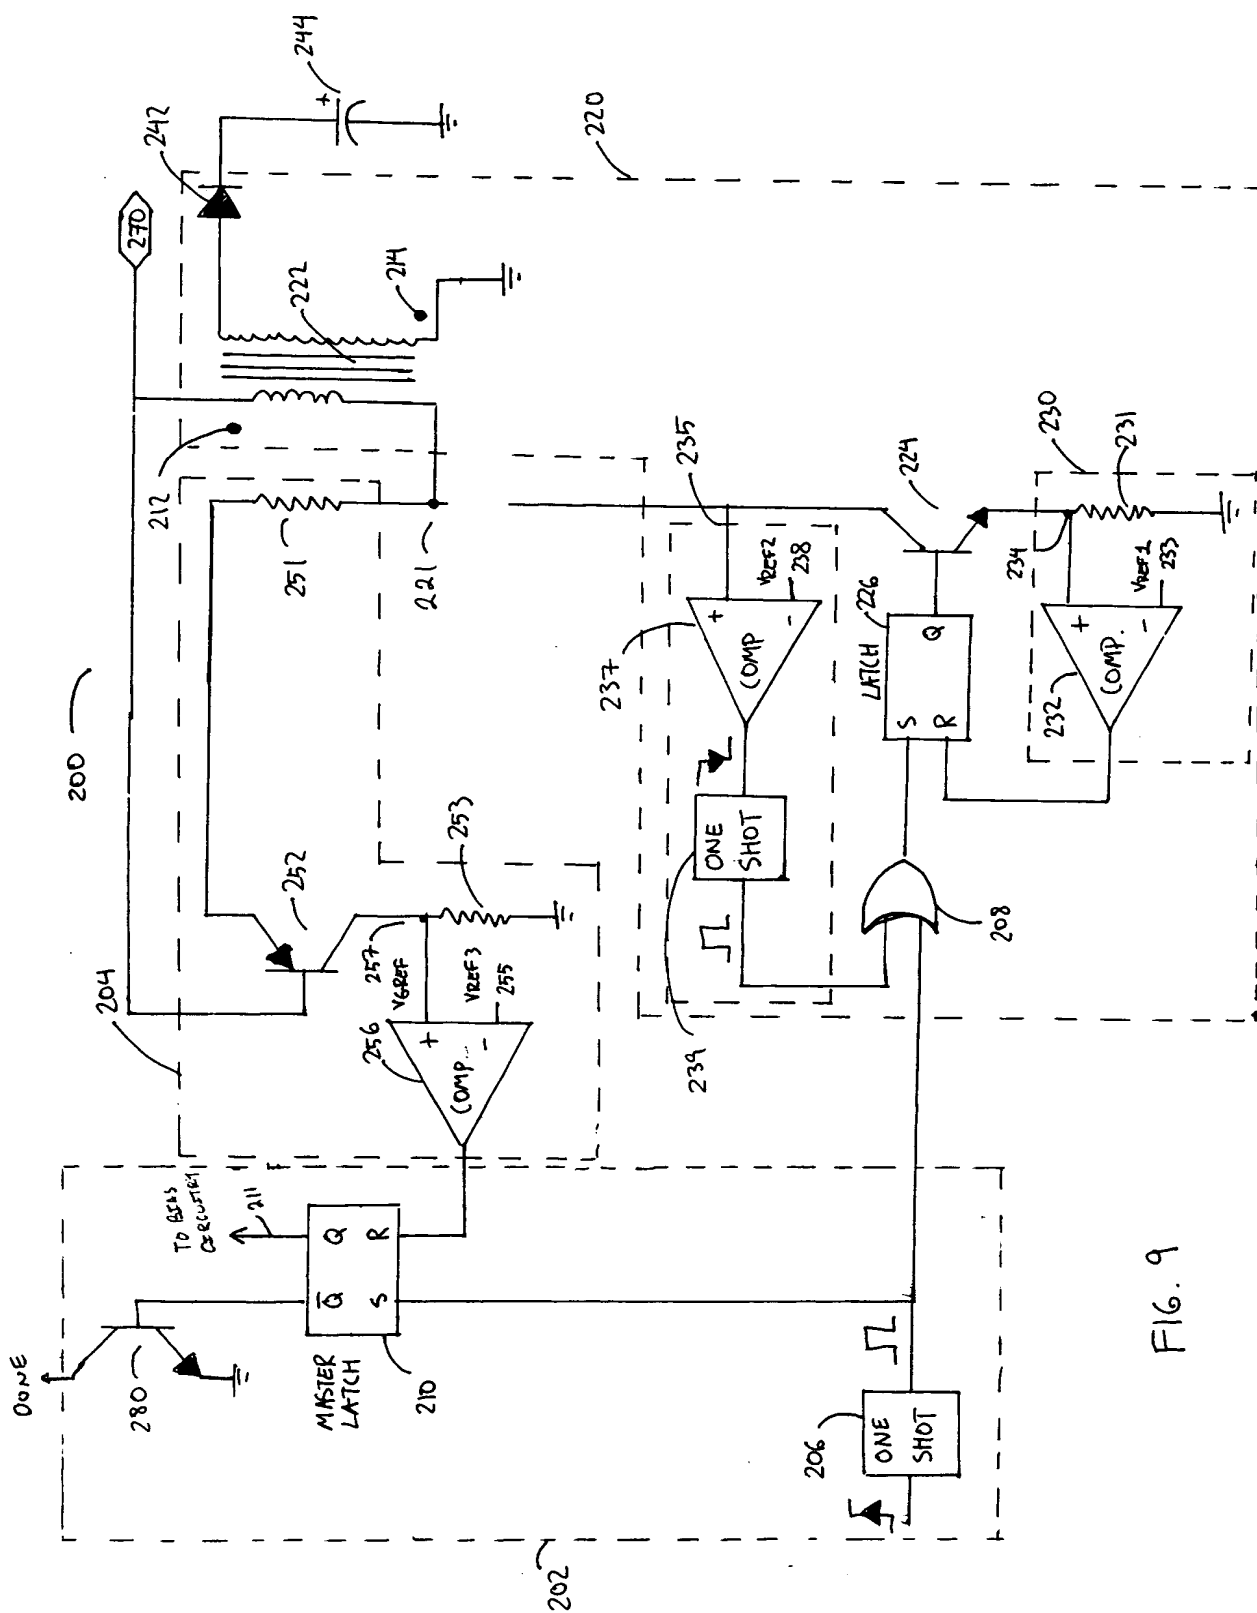 200
270
242
244
212
222
214
220
251
221
204
252
257
VGREF
253
VREF3
255
256
+
-
COMP.
202
DONE
280
TO BIAS
CIRCUITRY
211
Q̅
Q
S
R
MASTER
LATCH
210
206
ONE
SHOT
235
237
+
-
COMP
VREF2
238
239
ONE
SHOT
208
224
226
LATCH
S
R
Q
230
231
234
232
+
-
COMP.
VREF1
233
+
FIG. 9